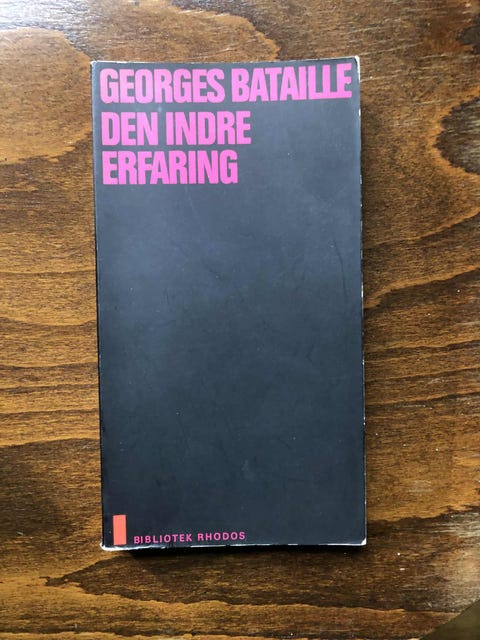 GEORGES BATAILLE
DEN INDRE
ERFARING
BIBLIOTEK RHODOS